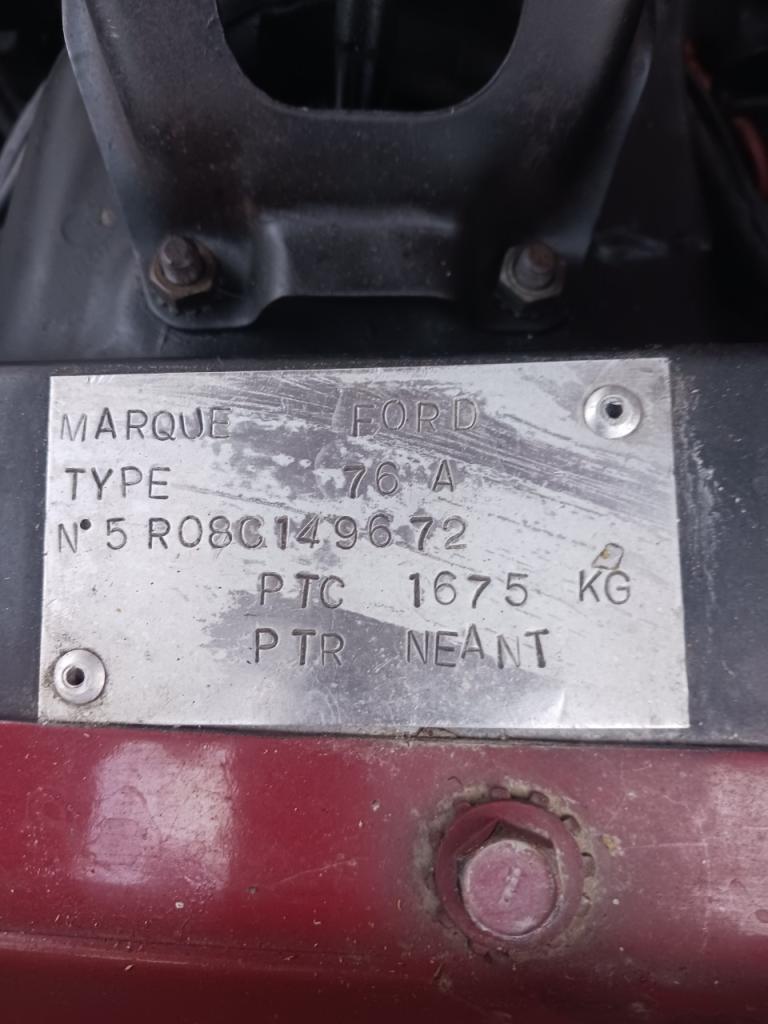 MARQUE FORD
TYPE 76 A
N°5 R08C149672
PTC 1675 KG
PTR NEANT